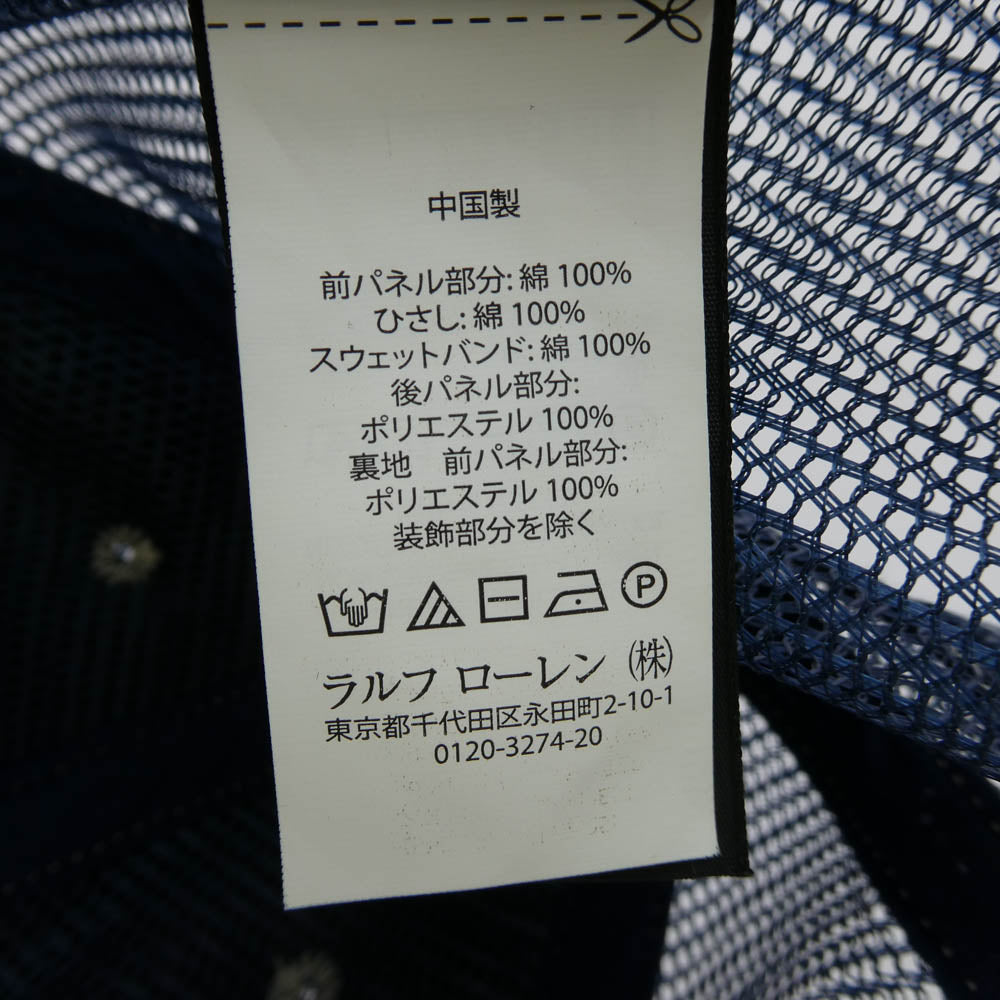 中国製
前パネル部分: 綿 100%
ひさし: 綿 100%
スウェットバンド: 綿 100%
後パネル部分:
ポリエステル 100%
裏地　前パネル部分:
ポリエステル 100%
装飾部分を除く
P
ラルフ ローレン (株)
東京都千代田区永田町2-10-1
0120-3274-20